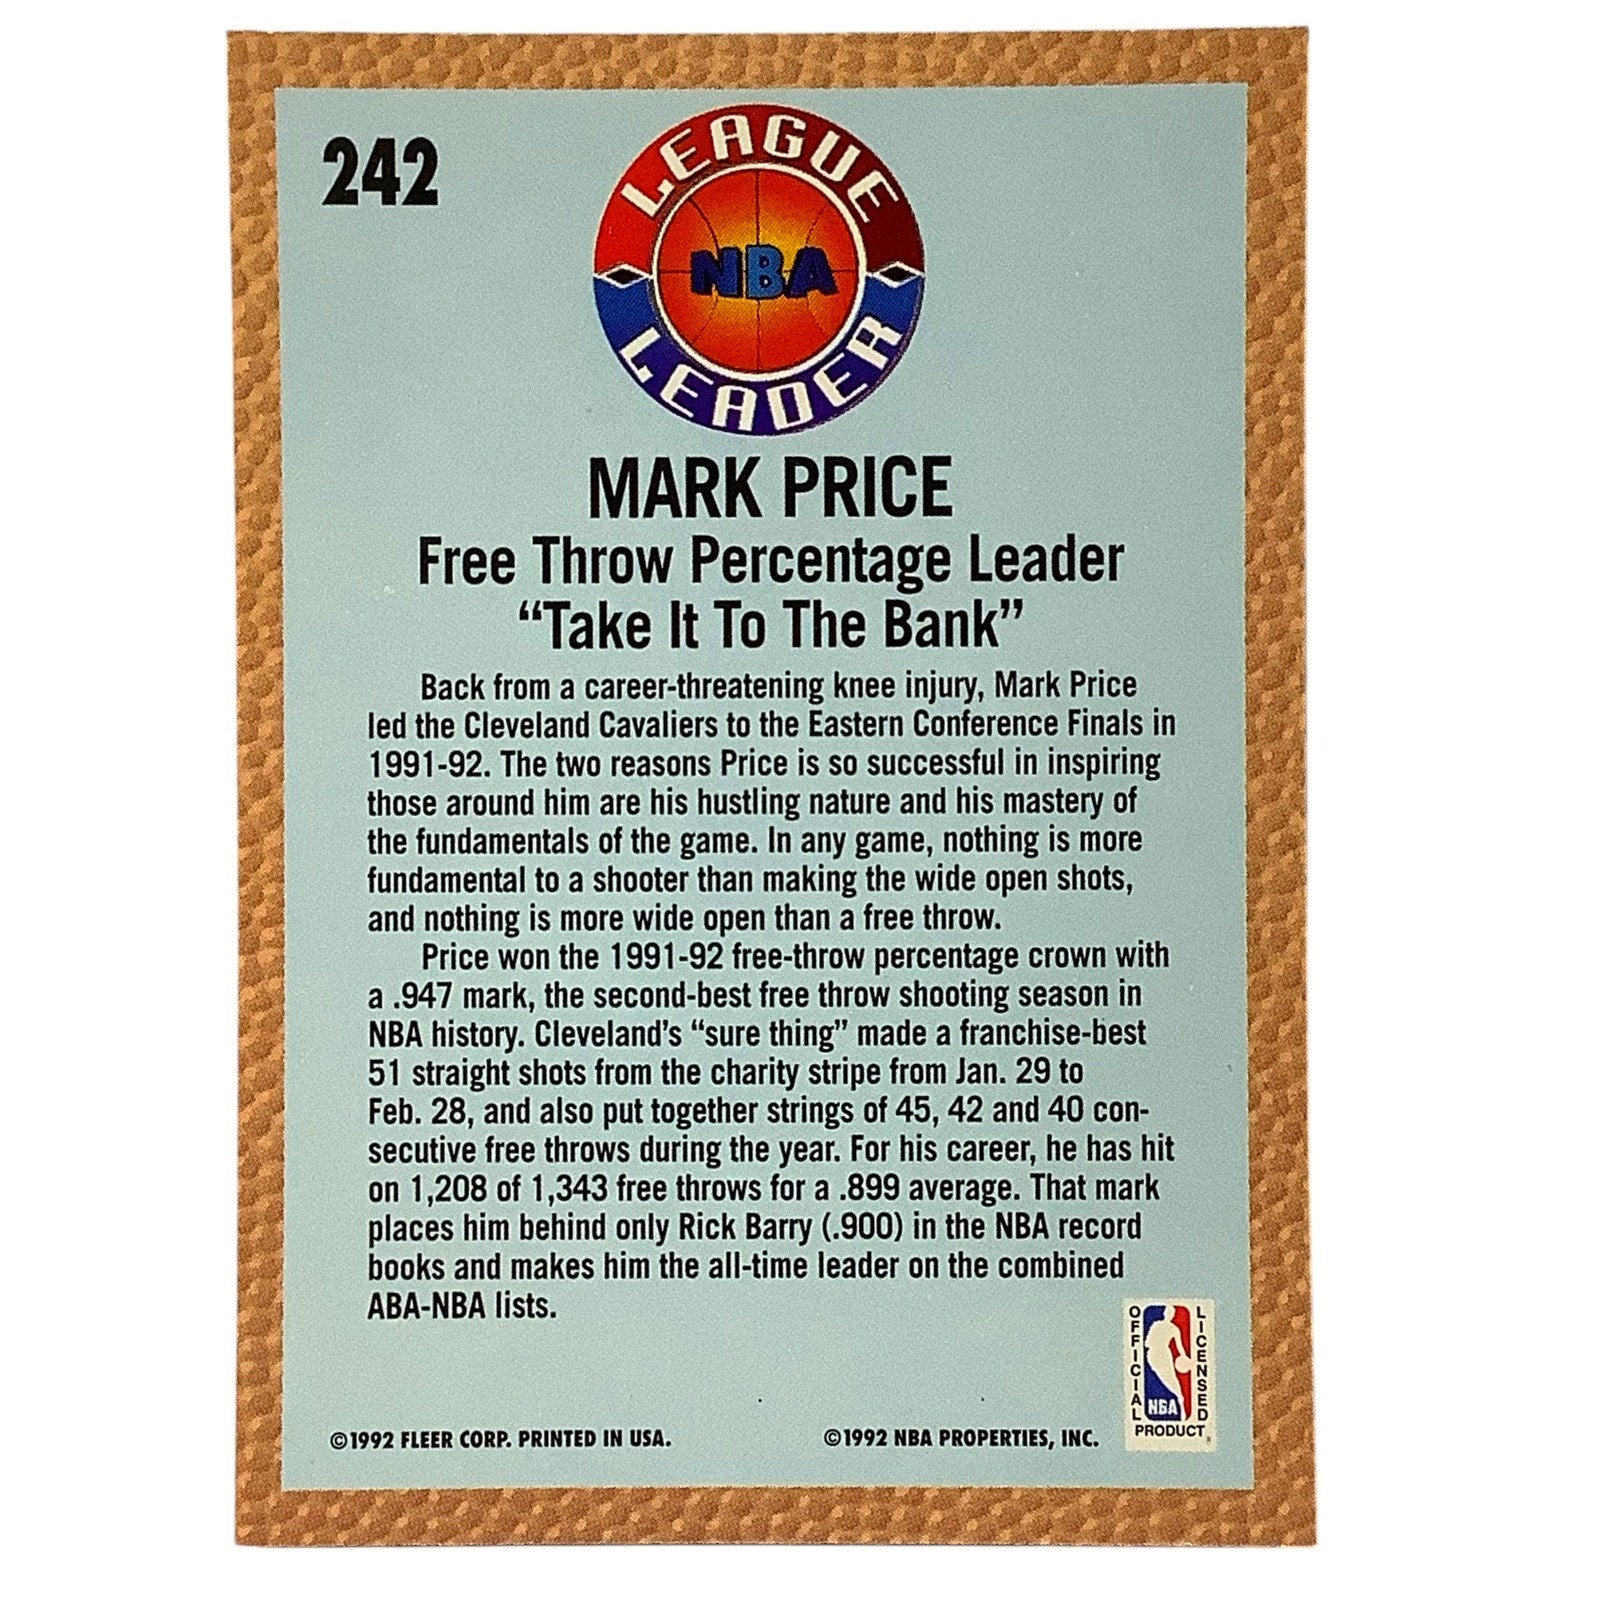 242
LEAGUE
NBA
LEADER
MARK PRICE
Free Throw Percentage Leader
“Take It To The Bank”
Back from a career-threatening knee injury, Mark Price
led the Cleveland Cavaliers to the Eastern Conference Finals in
1991-92. The two reasons Price is so successful in inspiring
those around him are his hustling nature and his mastery of
the fundamentals of the game. In any game, nothing is more
fundamental to a shooter than making the wide open shots,
and nothing is more wide open than a free throw.
Price won the 1991-92 free-throw percentage crown with
a .947 mark, the second-best free throw shooting season in
NBA history. Cleveland’s “sure thing” made a franchise-best
51 straight shots from the charity stripe from Jan. 29 to
Feb. 28, and also put together strings of 45, 42 and 40 con-
secutive free throws during the year. For his career, he has hit
on 1,208 of 1,343 free throws for a .899 average. That mark
places him behind only Rick Barry (.900) in the NBA record
books and makes him the all-time leader on the combined
ABA-NBA lists.
OFFICIAL
LICENSED
NBA
PRODUCT
©1992 FLEER CORP. PRINTED IN USA.
©1992 NBA PROPERTIES, INC.